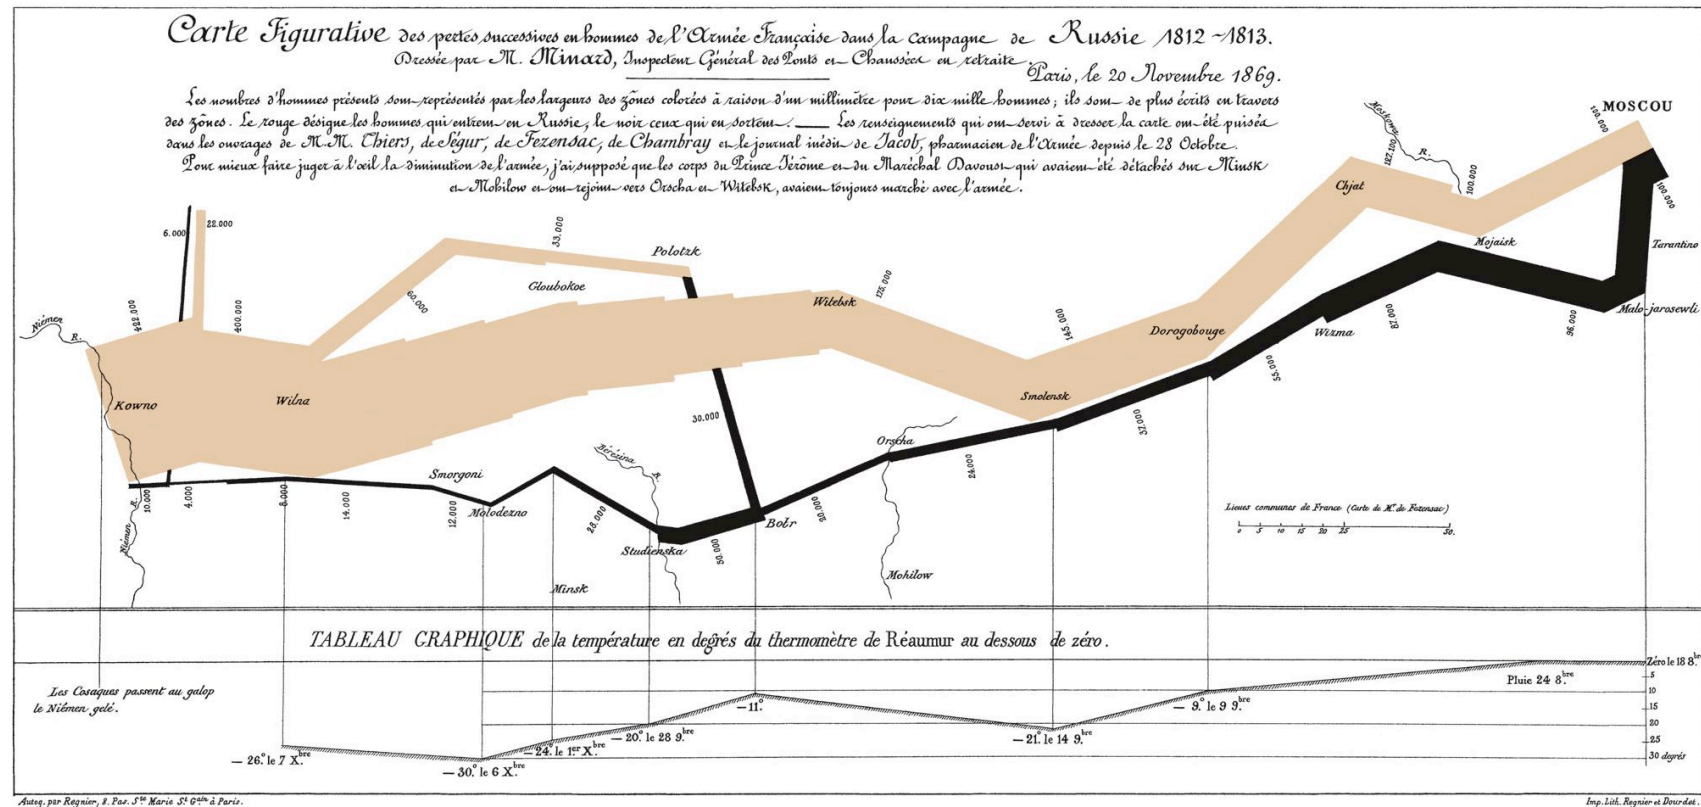 Carte Figurative des pertes successives en hommes de l'Armée Française dans la campagne de Russie 1812~1813.
Dressée par M. Minard, Inspecteur Général des Ponts et Chaussées en retraite.
Paris, le 20 Novembre 1869.
Les nombres d'hommes présents sont représentés par les largeurs des zônes colorées à raison d'un millimètre pour dix mille hommes; ils sont de plus écrits en travers
des zônes. Le rouge désigne les hommes qui entrent en Russie, le noir ceux qui en sortent. ___ Les renseignements qui ont servi à dresser la carte ont été puisés
dans les ouvrages de M.M. Thiers, de Ségur, de Fezensac, de Chambray et le journal inédit de Jacob, pharmacien de l'Armée depuis le 28 Octobre.
Pour mieux faire juger à l'œil la diminution de l'armée, j'ai supposé que les corps du Prince Jérôme et du Maréchal Davoust qui avaient été détachés sur Minsk
et Mohilow et ont rejoint vers Orscha et Witebsk, avaient toujours marché avec l'armée.
Moskowa
R.
100.000
MOSCOU
127.100
100.000
Chjat
100.000
Mojaisk
Tarantino
Malo-jarosewli
6.000
22.000
33.000
Polotzk
Gloubokoe
60.000
Witebsk
175.000
Niémen
R.
422.000
400.000
145.000
Dorogobouge
Wizma
87.000
96.000
55.000
Kowno
Wilna
Smolensk
30.000
37.000
Orscha
24.000
Bérézina
R.
Smorgoni
Molodezno
10.000
4.000
8.000
14.000
12.000
28.000
Studienska
50.000
Bobr
20.000
Niémen
R.
Minsk
Mohilow
Lieues communes de France (Carte de M. de Fezensac)
0 5 10 15 20 25 50.
TABLEAU GRAPHIQUE de la température en degrés du thermomètre de Réaumur au dessous de zéro.
Les Cosaques passent au galop
le Niémen gelé.
Zéro le 18 8.bre
5
10
15
20
25
30 degrés
Pluie 24 8.bre
— 9.° le 9 9.bre
— 21.° le 14 9.bre
—11.°
— 20.° le 28 9.bre
— 24.° le 1.er X.bre
— 30.° le 6 X.bre
— 26.° le 7 X.bre
Autog. par Regnier, 8. Pas. S.te Marie S.t G.ain à Paris.
Imp. Lith. Regnier et Dourdet.